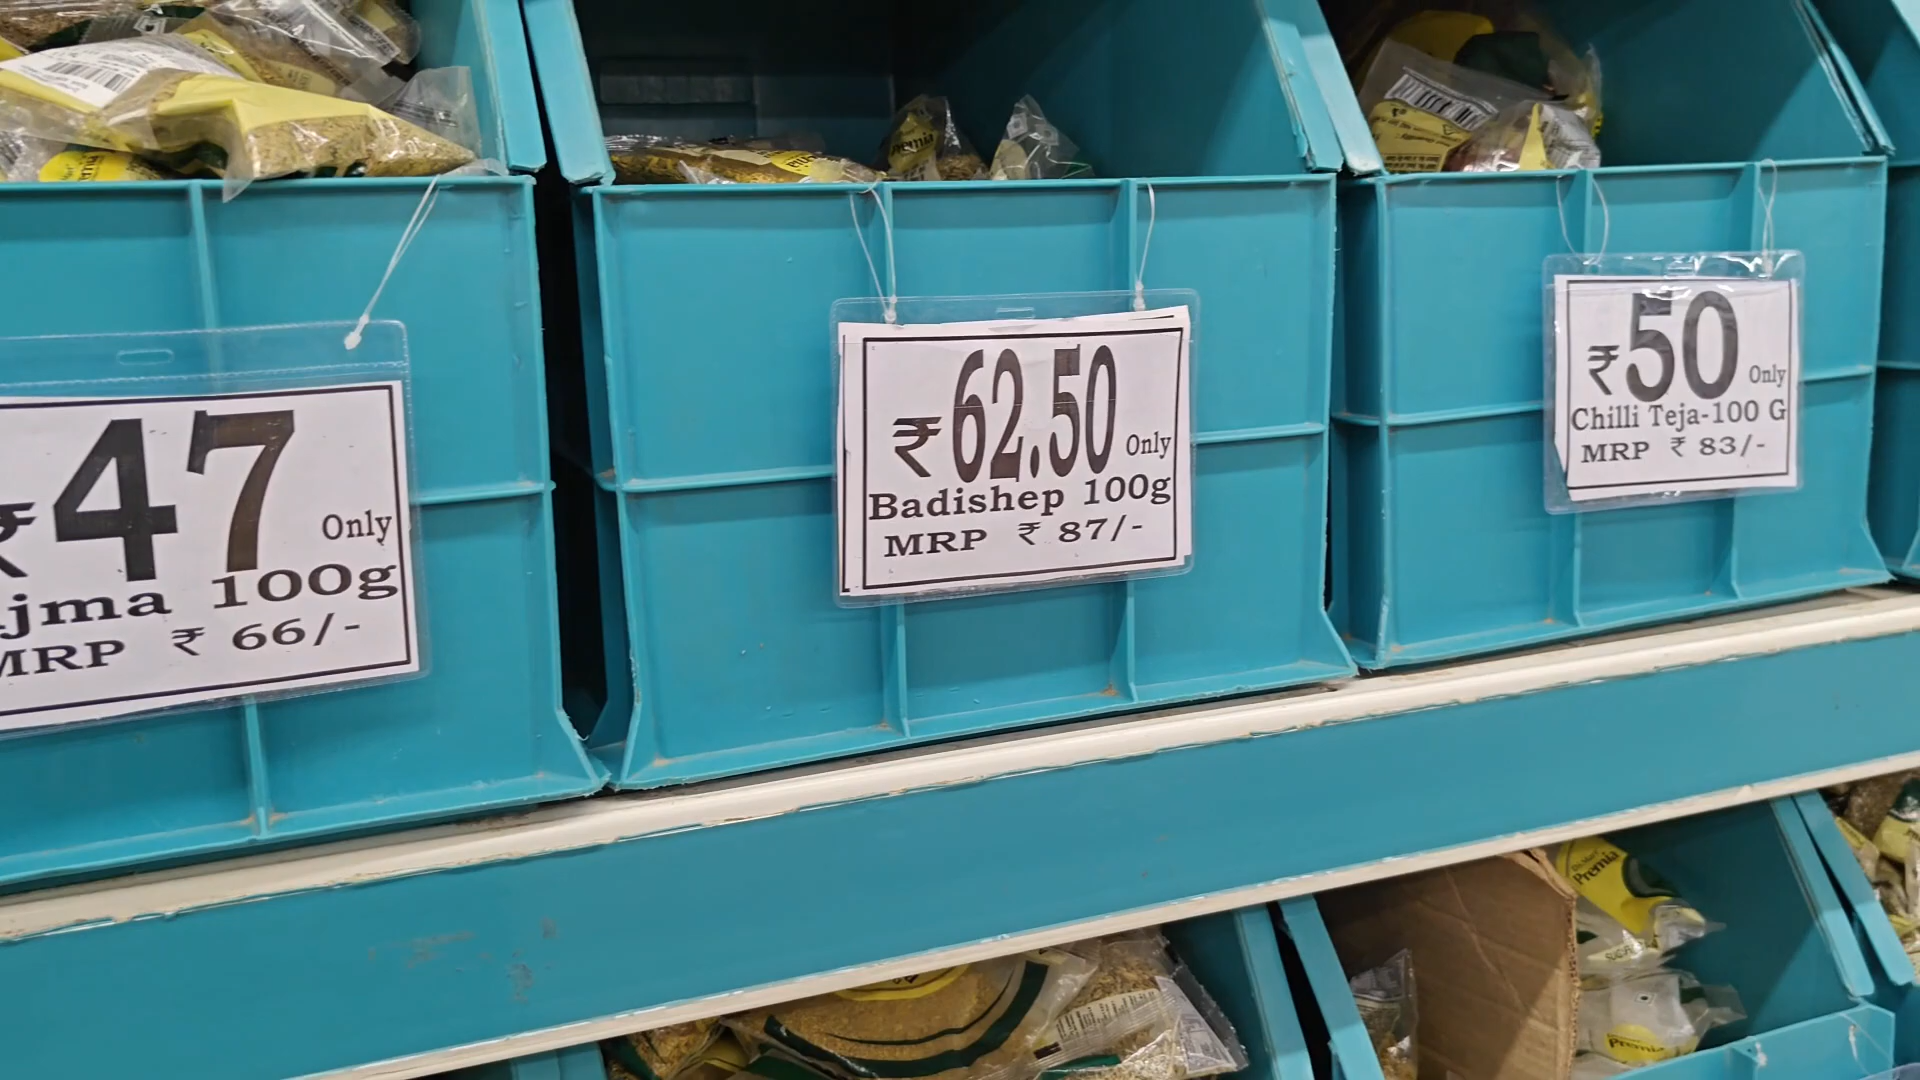 ₹47 Only
jma 100g
MRP ₹ 66/-
₹62.50 Only
Badishep 100g
MRP ₹ 87/-
₹50 Only
Chilli Teja-100 G
MRP ₹ 83/-
Premia
Premia